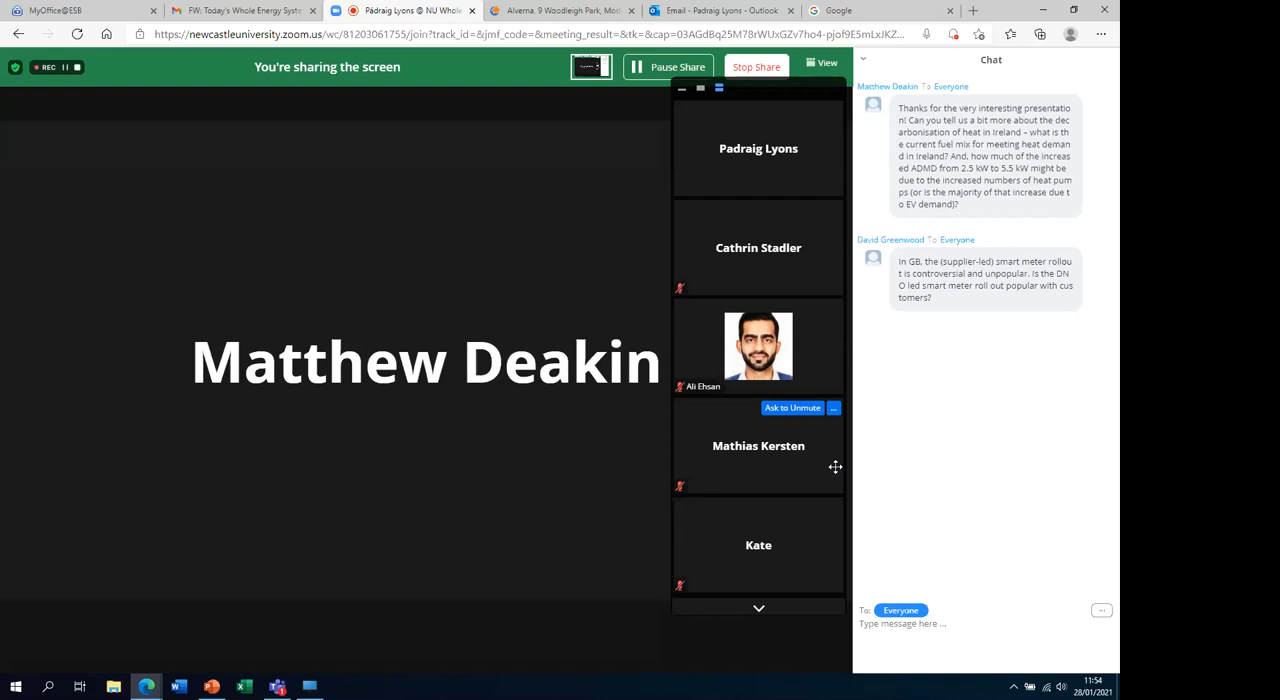 MyOffice@ESB
FW: Today's Whole Energy Syste
Pádraig Lyons @ NU Whole
Alverna, 9 Woodleigh Park, Mod
Email - Padraig Lyons - Outlook
Google
https://newcastleuniversity.zoom.us/wc/81203061755/join?track_id=&jmf_code=&meeting_result=&tk=&cap=03AGdBq25M78rWUxGZv7ho4-pjof9E5mLxJKZ...
REC
You're sharing the screen
Pause Share
Stop Share
View
Matthew Deakin
Padraig Lyons
Cathrin Stadler
Ali Ehsan
Ask to Unmute
...
Mathias Kersten
Kate
Chat
Matthew Deakin To Everyone
Thanks for the very interesting presentatio
n! Can you tell us a bit more about the dec
arbonisation of heat in Ireland – what is th
e current fuel mix for meeting heat deman
d in Ireland? And, how much of the increas
ed ADMD from 2.5 kW to 5.5 kW might be
due to the increased numbers of heat pum
ps (or is the majority of that increase due t
o EV demand)?
David Greenwood To Everyone
In GB, the (supplier-led) smart meter rollou
t is controversial and unpopular. Is the DN
O led smart meter roll out popular with cus
tomers?
To: Everyone
...
Type message here ...
11:54
28/01/2021